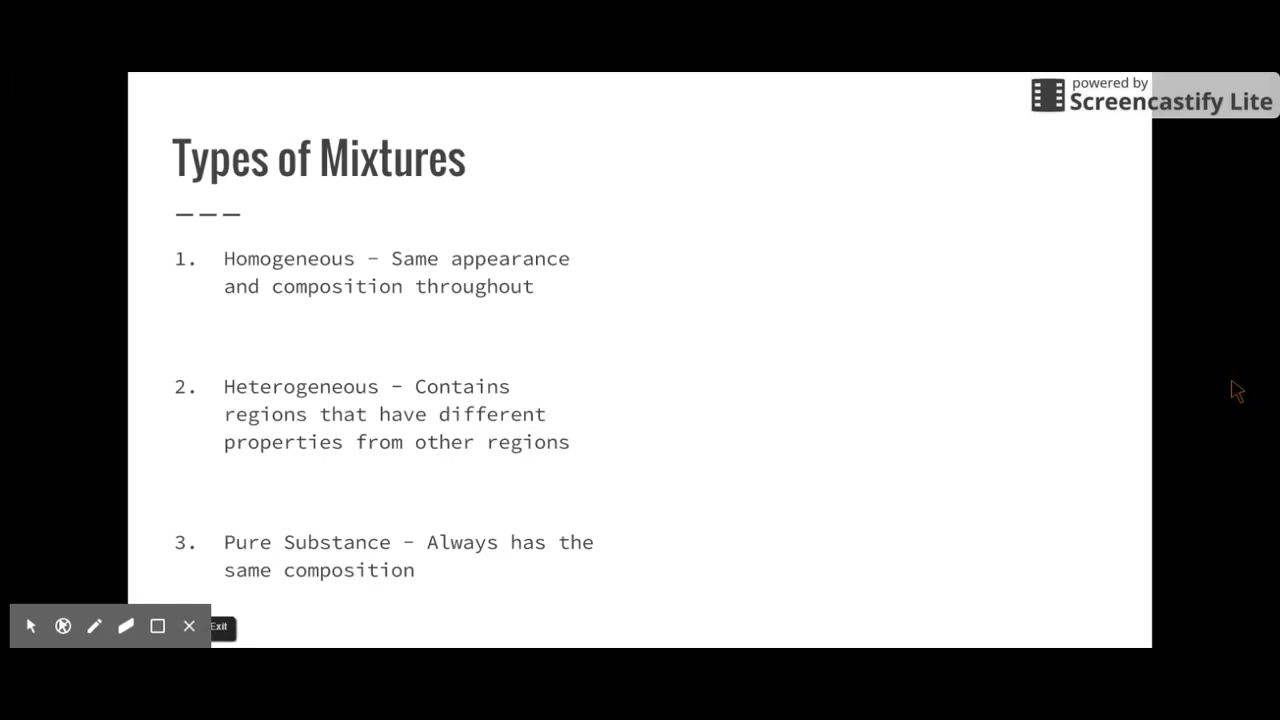 powered by
Screencastify Lite
Types of Mixtures
1. Homogeneous - Same appearance
and composition throughout
2. Heterogeneous - Contains
regions that have different
properties from other regions
3. Pure Substance - Always has the
same composition
Exit